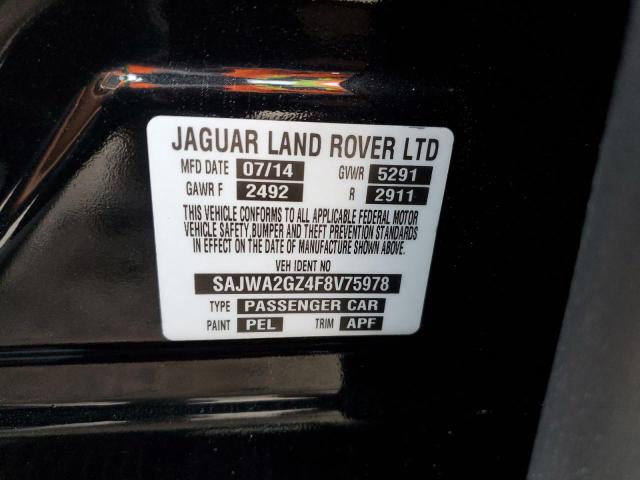 JAGUAR LAND ROVER LTD
MFD DATE 07/14 GVWR 5291
GAWR F 2492 R 2911
THIS VEHICLE CONFORMS TO ALL APPLICABLE FEDERAL MOTOR
VEHICLE SAFETY, BUMPER AND THEFT PREVENTION STANDARDS
IN EFFECT ON THE DATE OF MANUFACTURE SHOWN ABOVE.
VEH IDENT NO
SAJWA2GZ4F8V75978
TYPE PASSENGER CAR
PAINT PEL TRIM APF